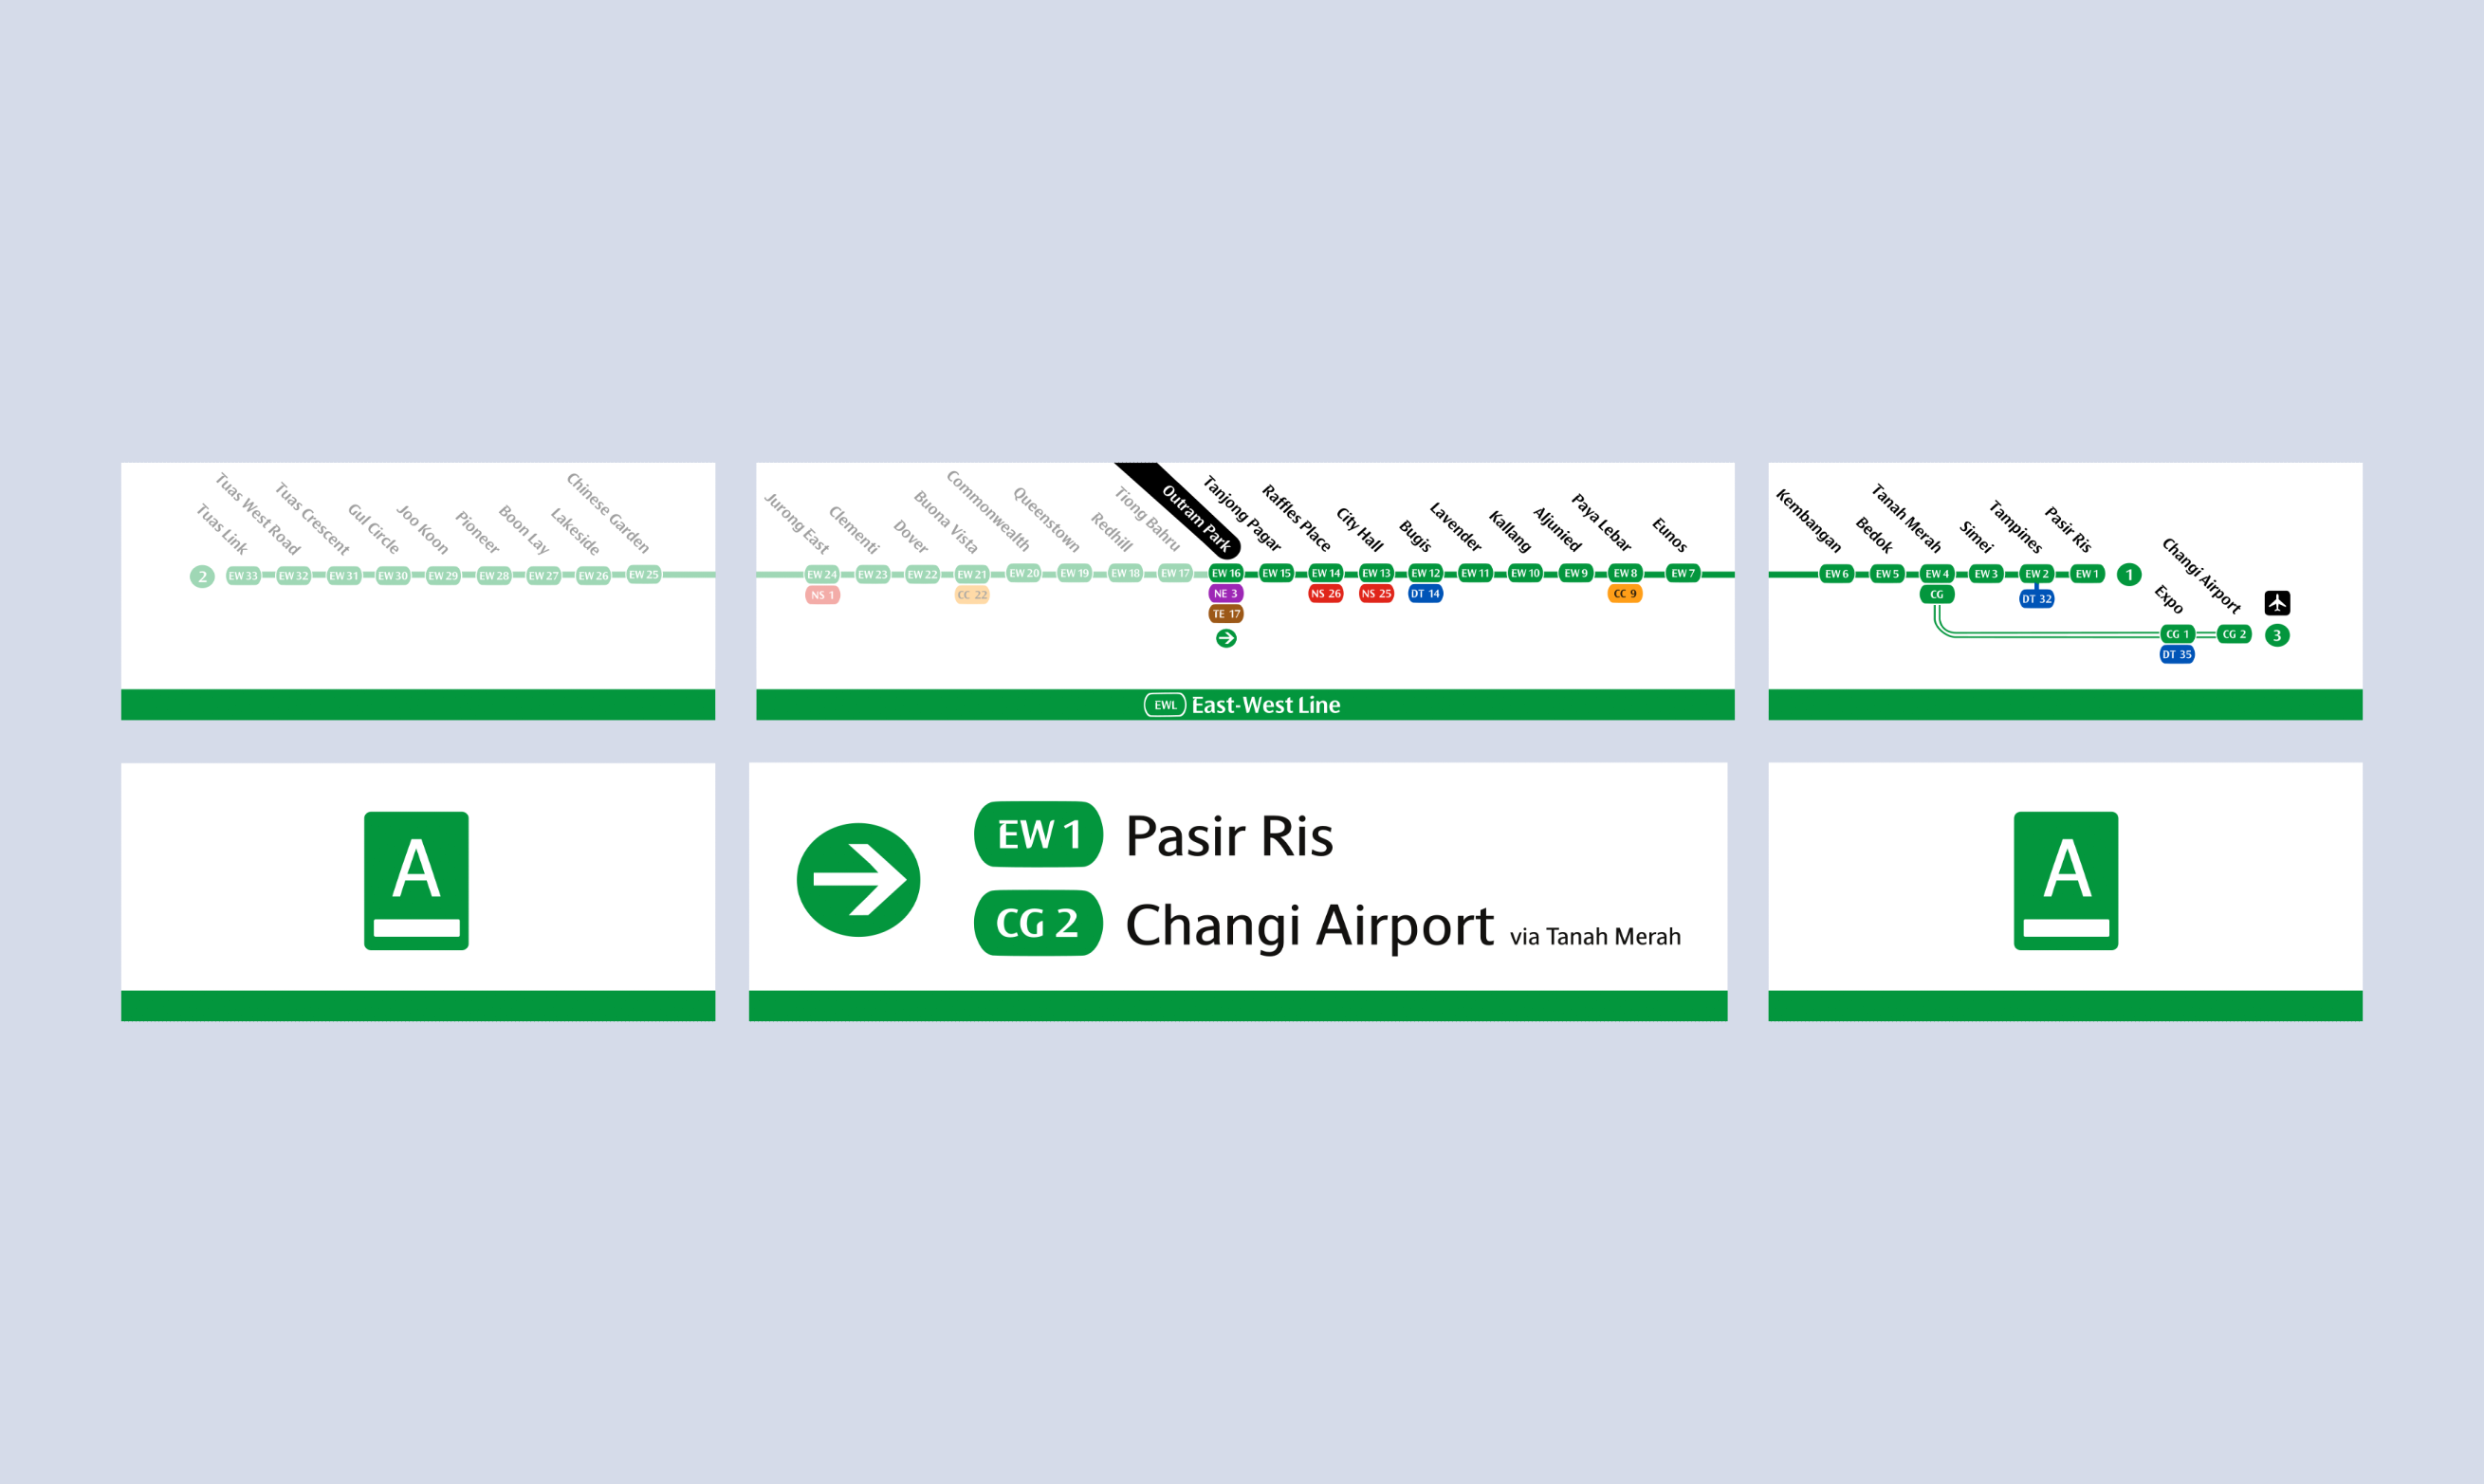 Tuas Link
Tuas West Road
Tuas Crescent
Gul Circle
Joo Koon
Pioneer
Boon Lay
Lakeside
Chinese Garden
2 EW 33 EW 32 EW 31 EW 30 EW 29 EW 28 EW 27 EW 26 EW 25
Jurong East
Clementi
Dover
Buona Vista
Commonwealth
Queenstown
Redhill
Tiong Bahru
Outram Park
Tanjong Pagar
Raffles Place
City Hall
Bugis
Lavender
Kallang
Aljunied
Paya Lebar
Eunos
EW 24 EW 23 EW 22 EW 21 EW 20 EW 19 EW 18 EW 17 EW 16 EW 15 EW 14 EW 13 EW 12 EW 11 EW 10 EW 9 EW 8 EW 7
NS 1 CC 22 NE 3 NS 26 NS 25 DT 14 CC 9
TE 17
EWL East-West Line
Kembangan
Bedok
Tanah Merah
Simei
Tampines
Pasir Ris
EW 6 EW 5 EW 4 EW 3 EW 2 EW 1 1
CG DT 32
Expo
Changi Airport
CG 1 CG 2 3
DT 35
A
EW 1 Pasir Ris
CG 2 Changi Airport via Tanah Merah
A